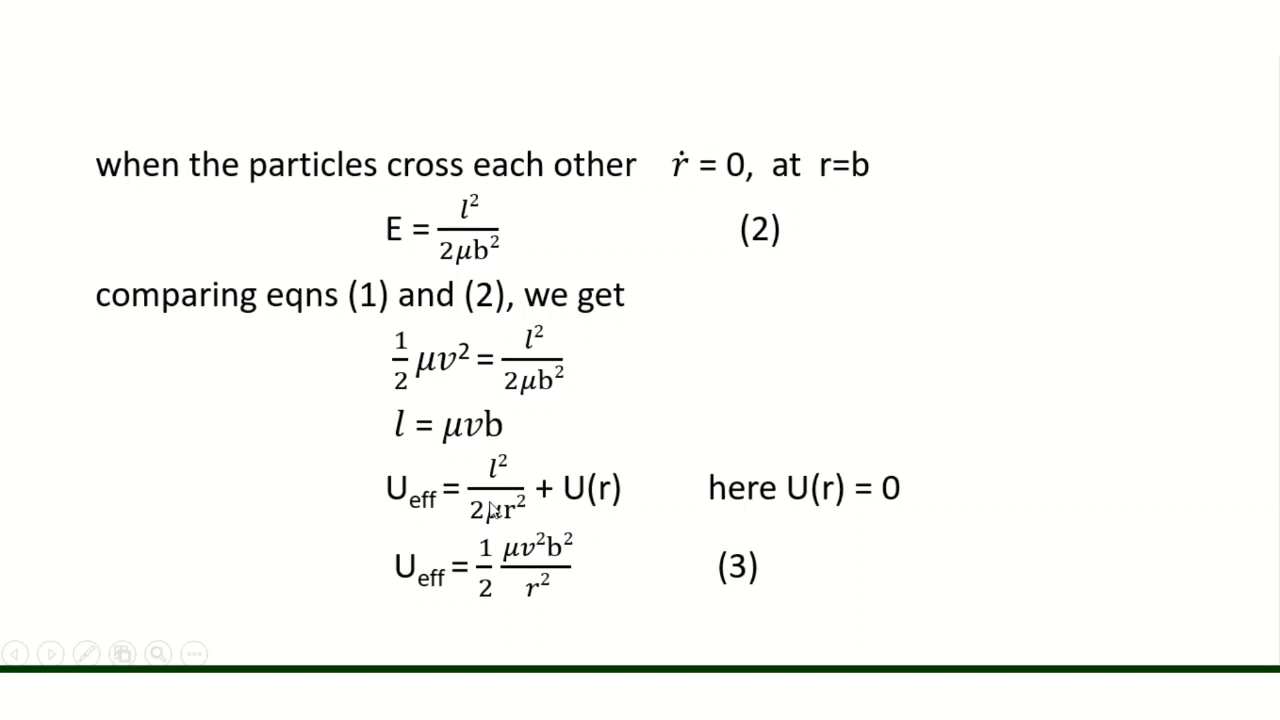 when the particles cross each other ṙ = 0, at r=b
E = l²/2μb² (2)
comparing eqns (1) and (2), we get
1/2 μv² = l²/2μb²
l = μvb
U_eff = l²/2μr² + U(r) here U(r) = 0
U_eff = 1/2 μv²b²/r² (3)